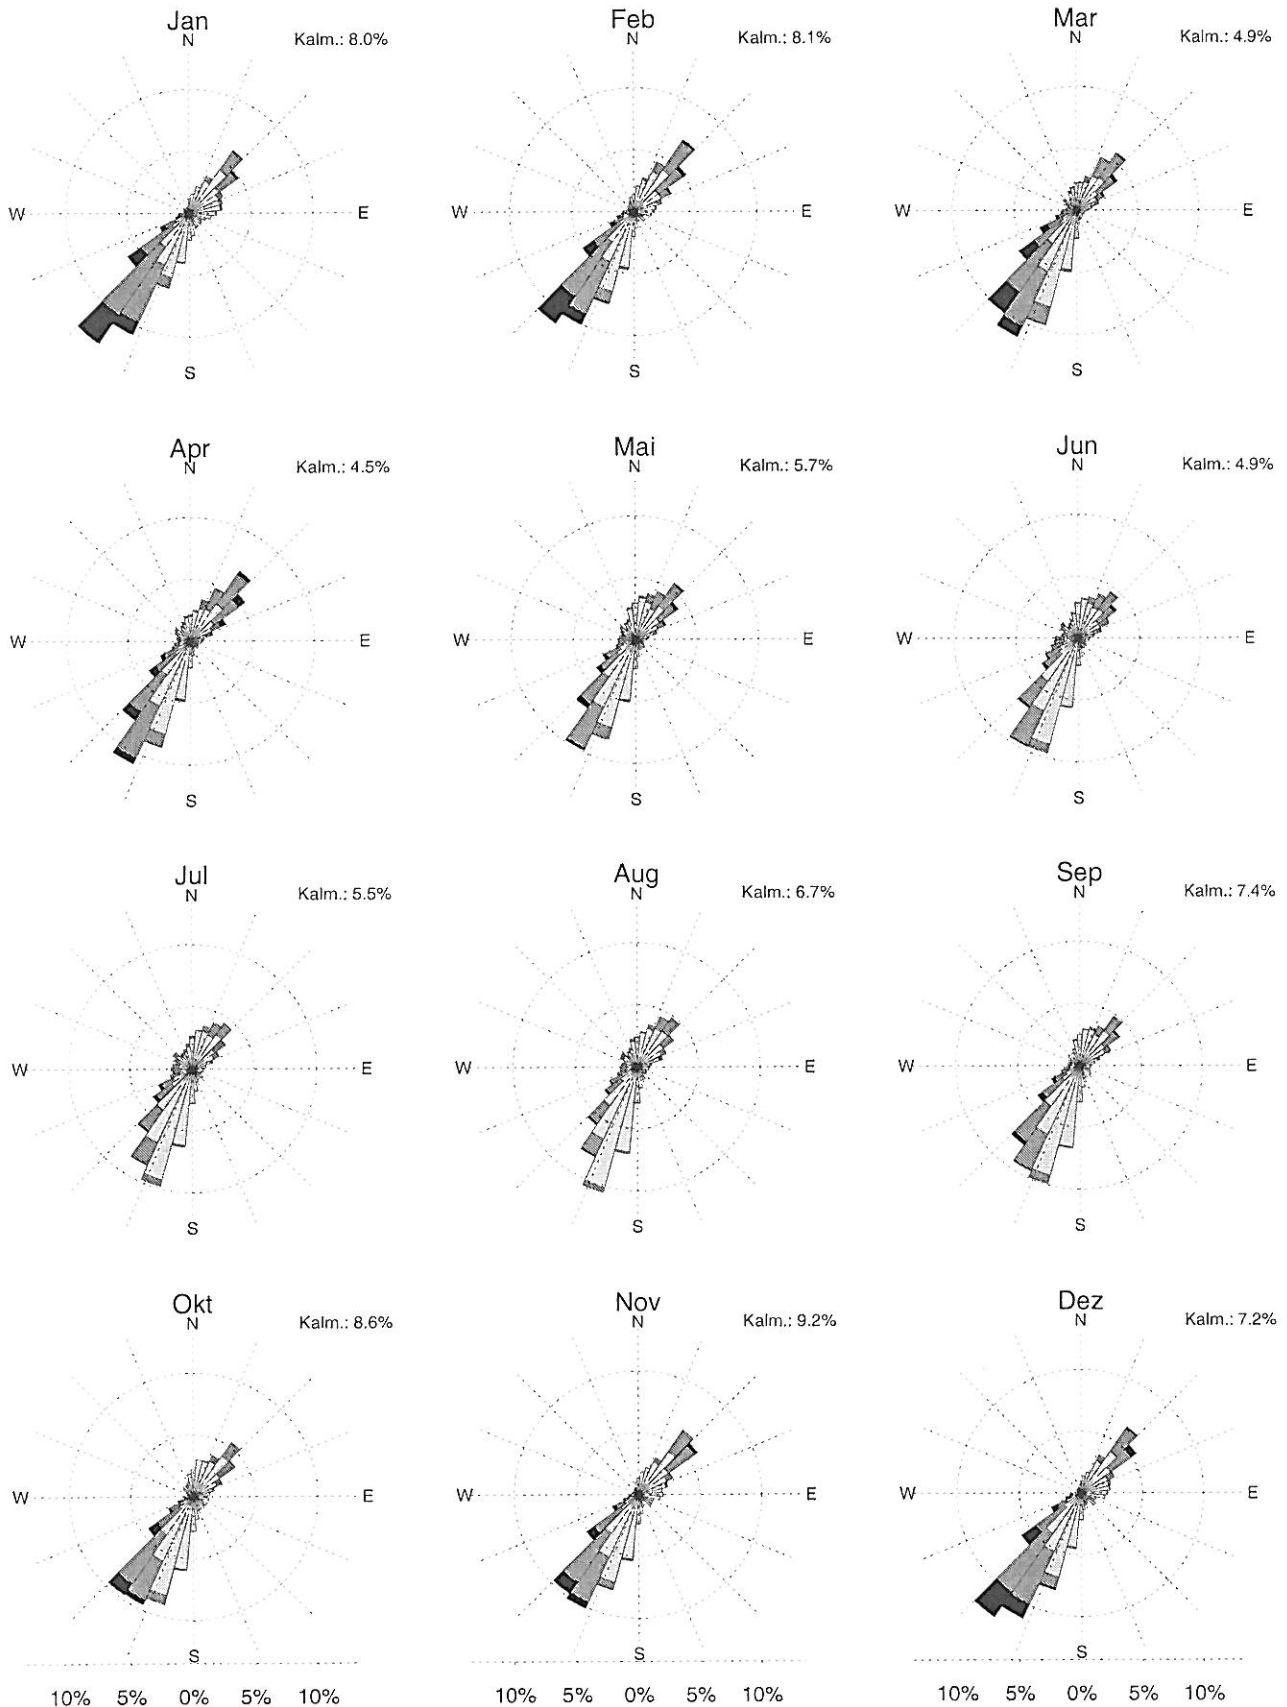 Jan
N
Kalm.: 8.0%
W
E
S
Feb
N
Kalm.: 8.1%
W
E
S
Mar
N
Kalm.: 4.9%
W
E
S
Apr
N
Kalm.: 4.5%
W
E
S
Mai
N
Kalm.: 5.7%
W
E
S
Jun
N
Kalm.: 4.9%
W
E
S
Jul
N
Kalm.: 5.5%
W
E
S
Aug
N
Kalm.: 6.7%
W
E
S
Sep
N
Kalm.: 7.4%
W
E
S
Okt
N
Kalm.: 8.6%
W
E
S
Nov
N
Kalm.: 9.2%
W
E
S
Dez
N
Kalm.: 7.2%
W
E
S
10% 5% 0% 5% 10%
10% 5% 0% 5% 10%
10% 5% 0% 5% 10%